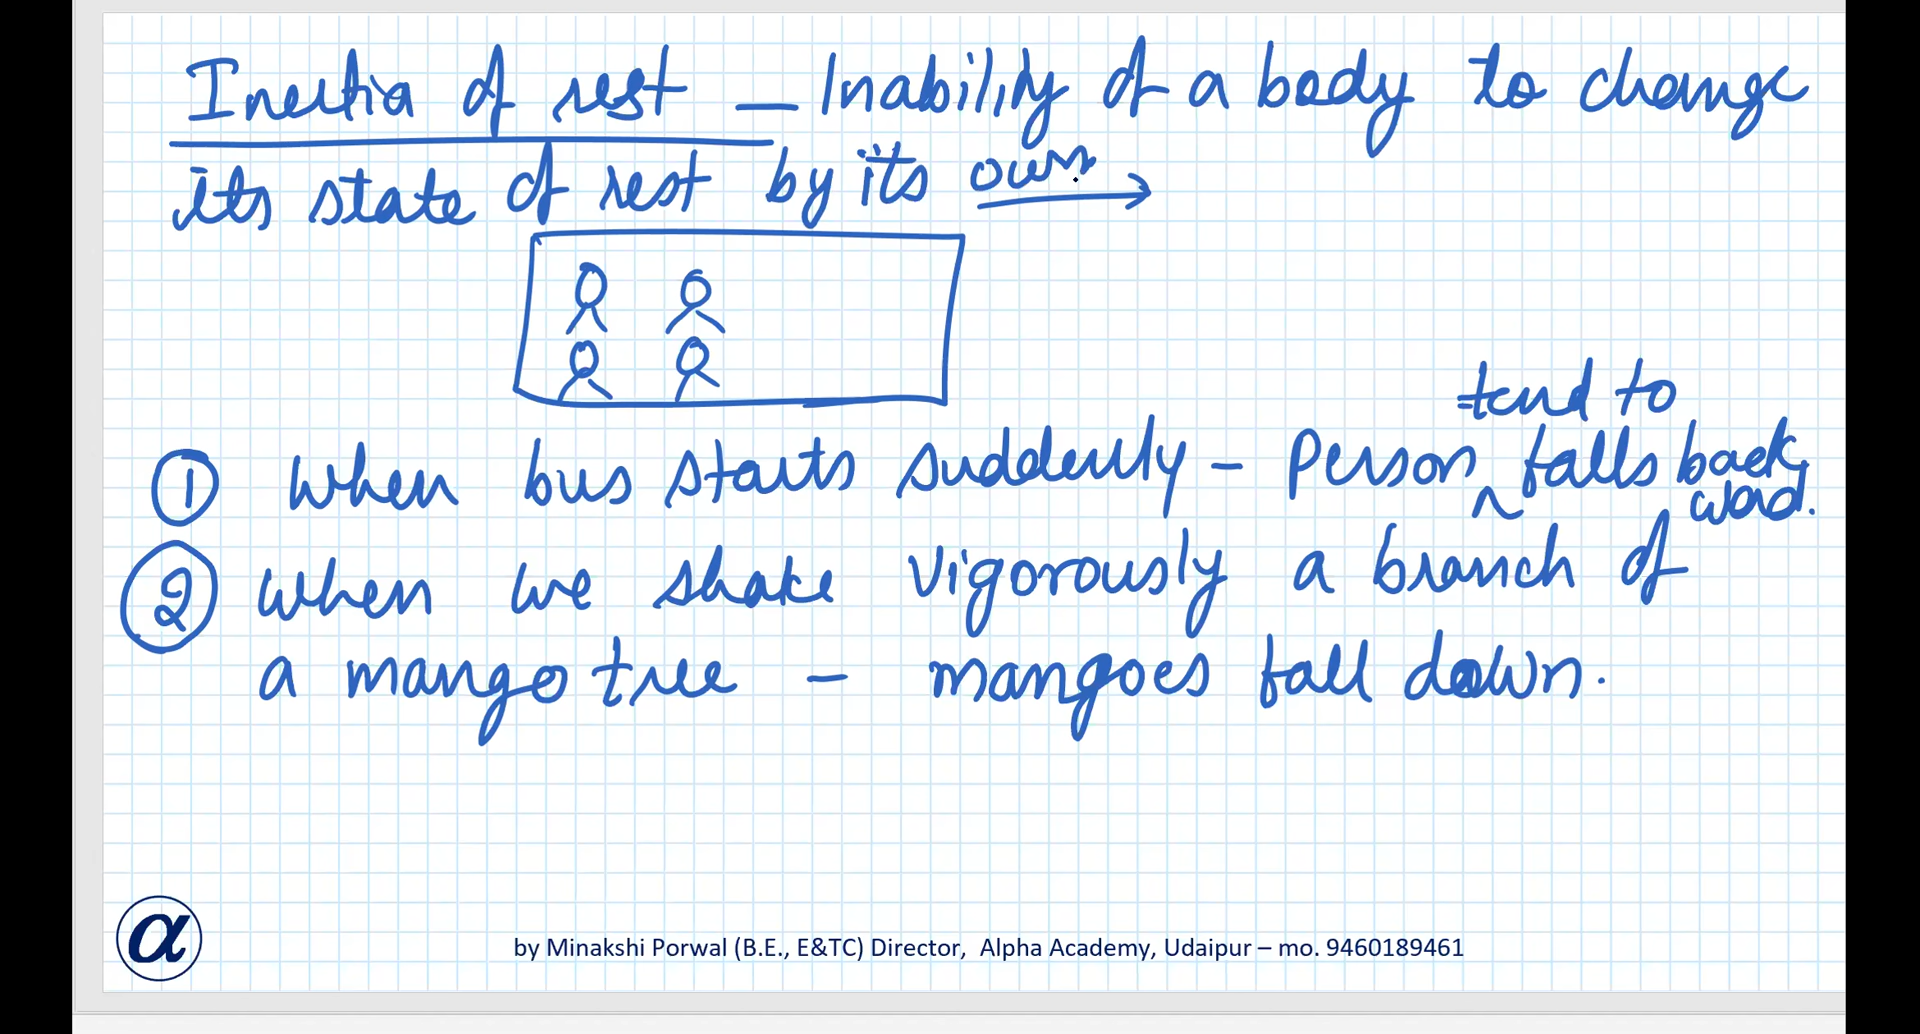 Inertia of rest — Inability of a body to change
its state of rest by its own
① When bus starts suddenly - Person tend to falls backward.
② When we shake vigorously a branch of
a mango tree - mangoes fall down.
α
by Minakshi Porwal (B.E., E&TC) Director, Alpha Academy, Udaipur – mo. 9460189461